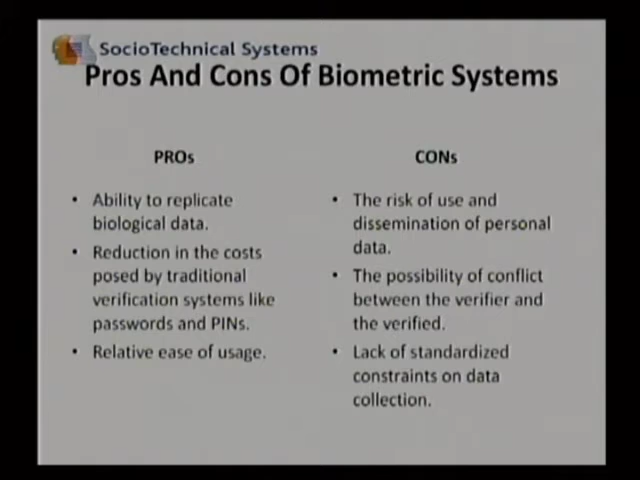 SocioTechnical Systems
Pros And Cons Of Biometric Systems
PROs
• Ability to replicate
biological data.
• Reduction in the costs
posed by traditional
verification systems like
passwords and PINs.
• Relative ease of usage.
CONs
• The risk of use and
dissemination of personal
data.
• The possibility of conflict
between the verifier and
the verified.
• Lack of standardized
constraints on data
collection.